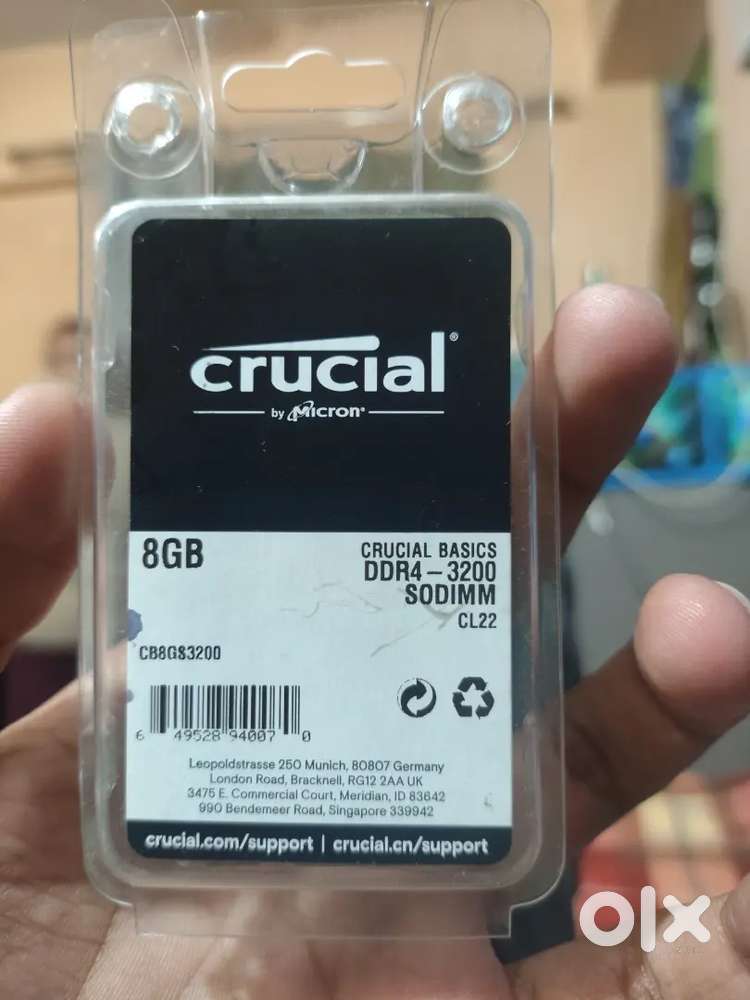 crucial®
by Micron®
8GB
CRUCIAL BASICS
DDR4-3200
SODIMM
CL22
CB8GS3200
6 49528 94007 0
Leopoldstrasse 250 Munich, 80807 Germany
London Road, Bracknell, RG12 2AA UK
3475 E. Commercial Court, Meridian, ID 83642
990 Bendemeer Road, Singapore 339942
crucial.com/support | crucial.cn/support
olx